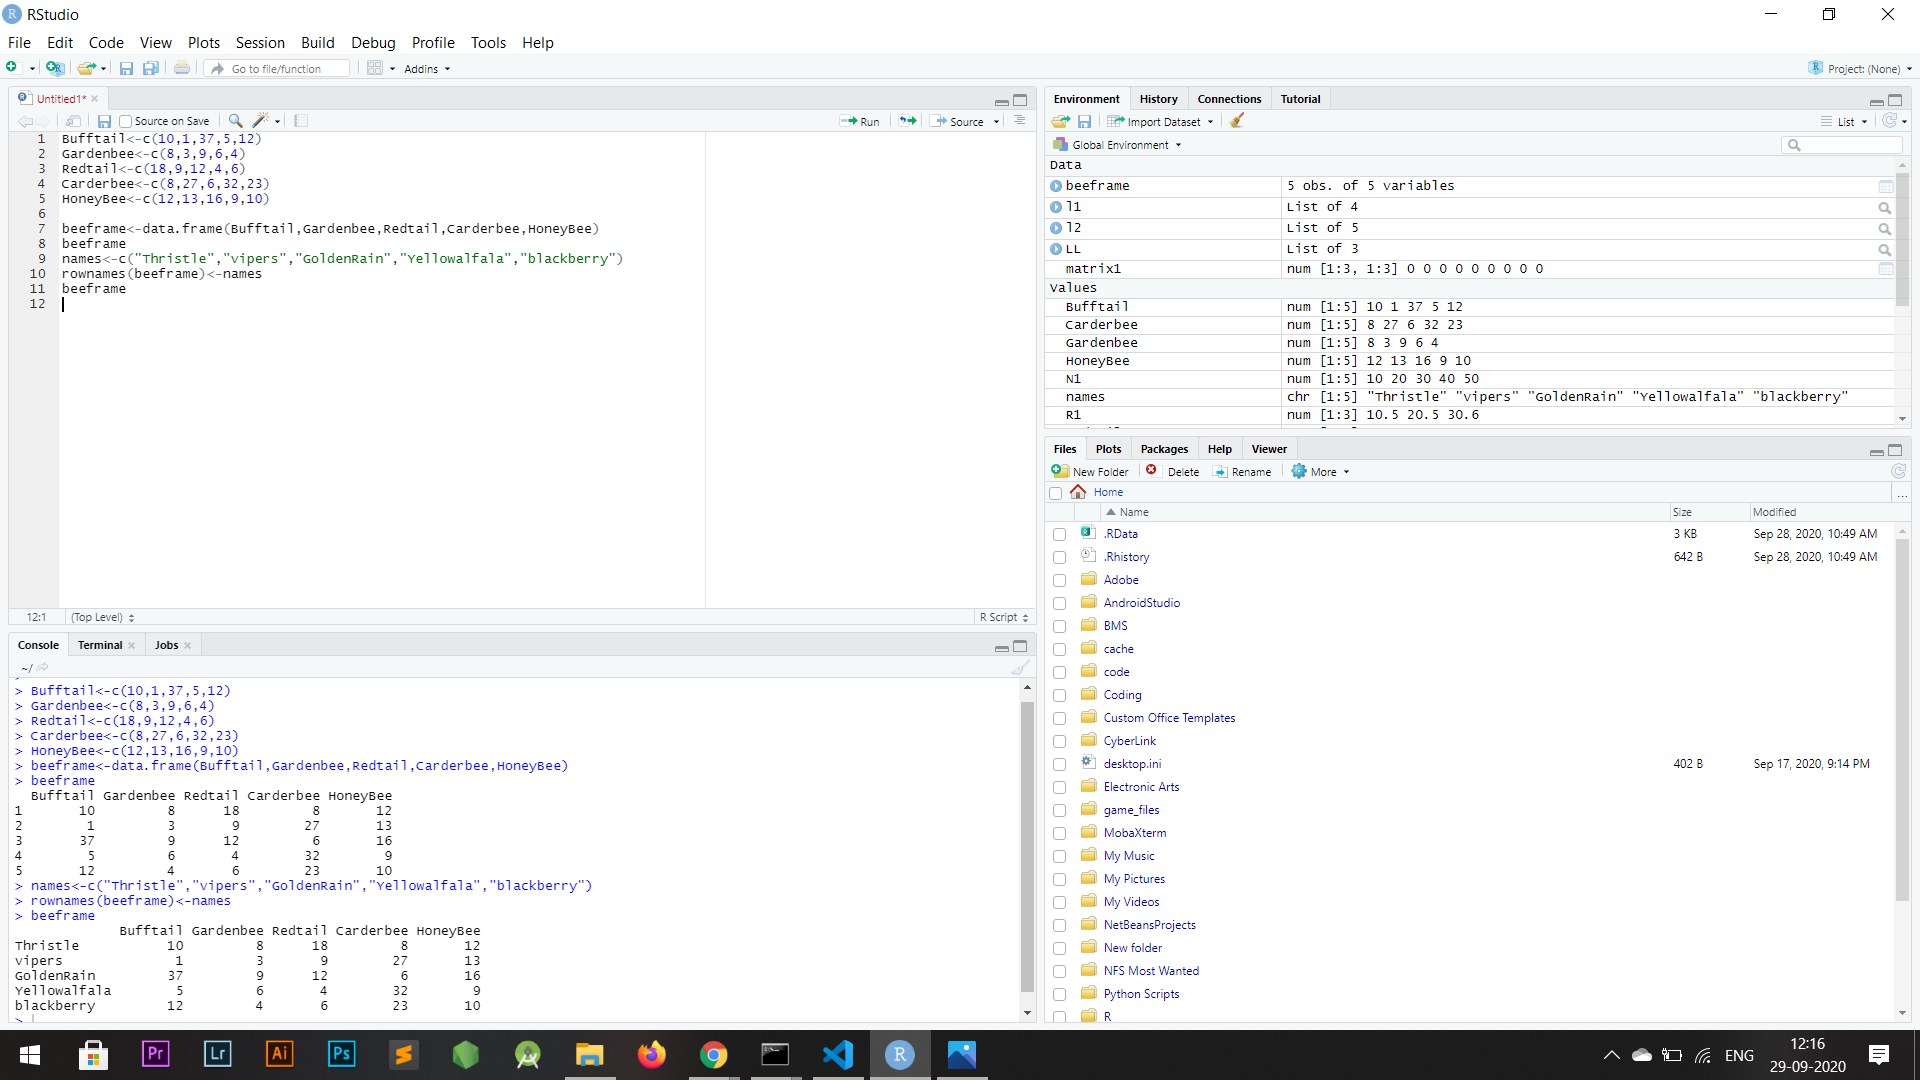 RStudio
File Edit Code View Plots Session Build Debug Profile Tools Help
Go to file/function Addins
Project: (None)
Untitled1*
Source on Save Run Source
1 Bufftail<-c(10,1,37,5,12)
2 Gardenbee<-c(8,3,9,6,4)
3 Redtail<-c(18,9,12,4,6)
4 Carderbee<-c(8,27,6,32,23)
5 HoneyBee<-c(12,13,16,9,10)
6
7 beeframe<-data.frame(Bufftail,Gardenbee,Redtail,Carderbee,HoneyBee)
8 beeframe
9 names<-c("Thristle","vipers","GoldenRain","Yellowalfala","blackberry")
10 rownames(beeframe)<-names
11 beeframe
12
12:1 (Top Level) R Script
Console Terminal Jobs
~/
> Bufftail<-c(10,1,37,5,12)
> Gardenbee<-c(8,3,9,6,4)
> Redtail<-c(18,9,12,4,6)
> Carderbee<-c(8,27,6,32,23)
> HoneyBee<-c(12,13,16,9,10)
> beeframe<-data.frame(Bufftail,Gardenbee,Redtail,Carderbee,HoneyBee)
> beeframe
Bufftail Gardenbee Redtail Carderbee HoneyBee
1 10 8 18 8 12
2 1 3 9 27 13
3 37 9 12 6 16
4 5 6 4 32 9
5 12 4 6 23 10
> names<-c("Thristle","vipers","GoldenRain","Yellowalfala","blackberry")
> rownames(beeframe)<-names
> beeframe
Bufftail Gardenbee Redtail Carderbee HoneyBee
Thristle 10 8 18 8 12
vipers 1 3 9 27 13
GoldenRain 37 9 12 6 16
Yellowalfala 5 6 4 32 9
blackberry 12 4 6 23 10
>
Environment History Connections Tutorial
Import Dataset List
Global Environment
Data
beeframe 5 obs. of 5 variables
l1 List of 4
l2 List of 5
LL List of 3
matrix1 num [1:3, 1:3] 0 0 0 0 0 0 0 0 0
Values
Bufftail num [1:5] 10 1 37 5 12
Carderbee num [1:5] 8 27 6 32 23
Gardenbee num [1:5] 8 3 9 6 4
HoneyBee num [1:5] 12 13 16 9 10
N1 num [1:5] 10 20 30 40 50
names chr [1:5] "Thristle" "vipers" "GoldenRain" "Yellowalfala" "blackberry"
R1 num [1:3] 10.5 20.5 30.6
Files Plots Packages Help Viewer
New Folder Delete Rename More
Home ...
Name Size Modified
.RData 3 KB Sep 28, 2020, 10:49 AM
.Rhistory 642 B Sep 28, 2020, 10:49 AM
Adobe
AndroidStudio
BMS
cache
code
Coding
Custom Office Templates
CyberLink
desktop.ini 402 B Sep 17, 2020, 9:14 PM
Electronic Arts
game_files
MobaXterm
My Music
My Pictures
My Videos
NetBeansProjects
New folder
NFS Most Wanted
Python Scripts
R
Pr Lr Ai Ps R
ENG
12:16
29-09-2020